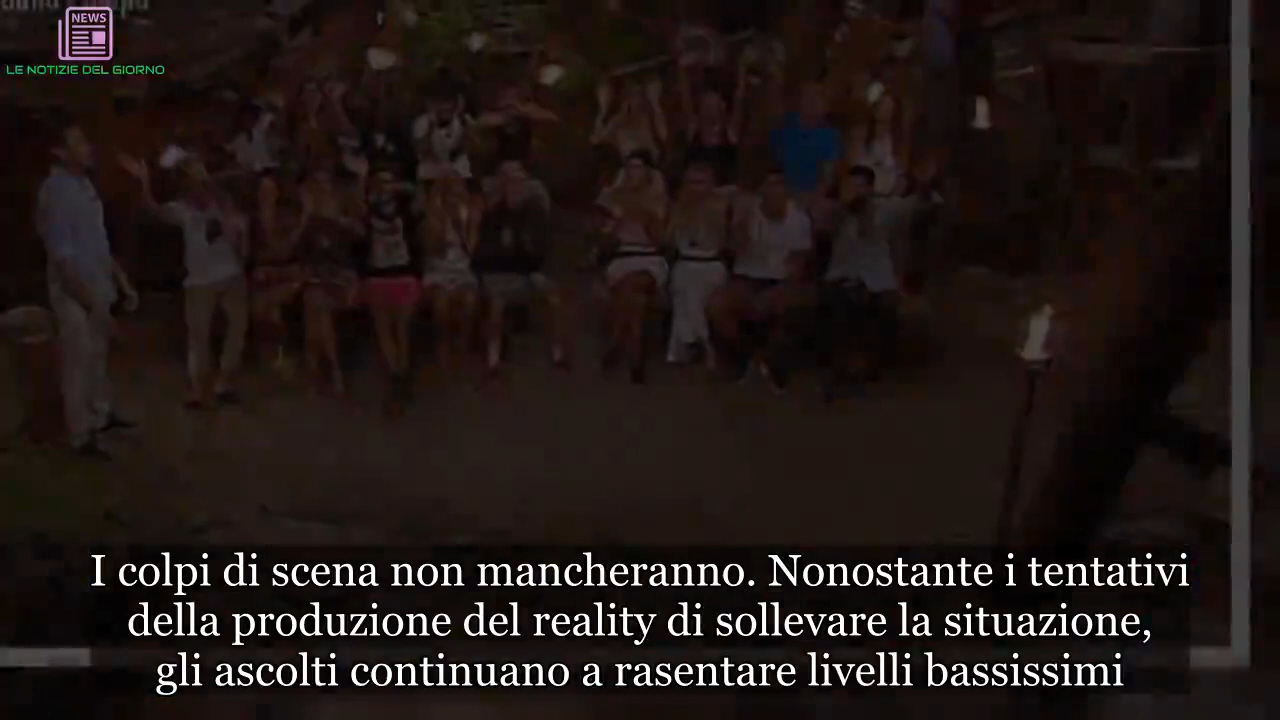 NEWS
LE NOTIZIE DEL GIORNO
I colpi di scena non mancheranno. Nonostante i tentativi
della produzione del reality di sollevare la situazione,
gli ascolti continuano a rasentare livelli bassissimi